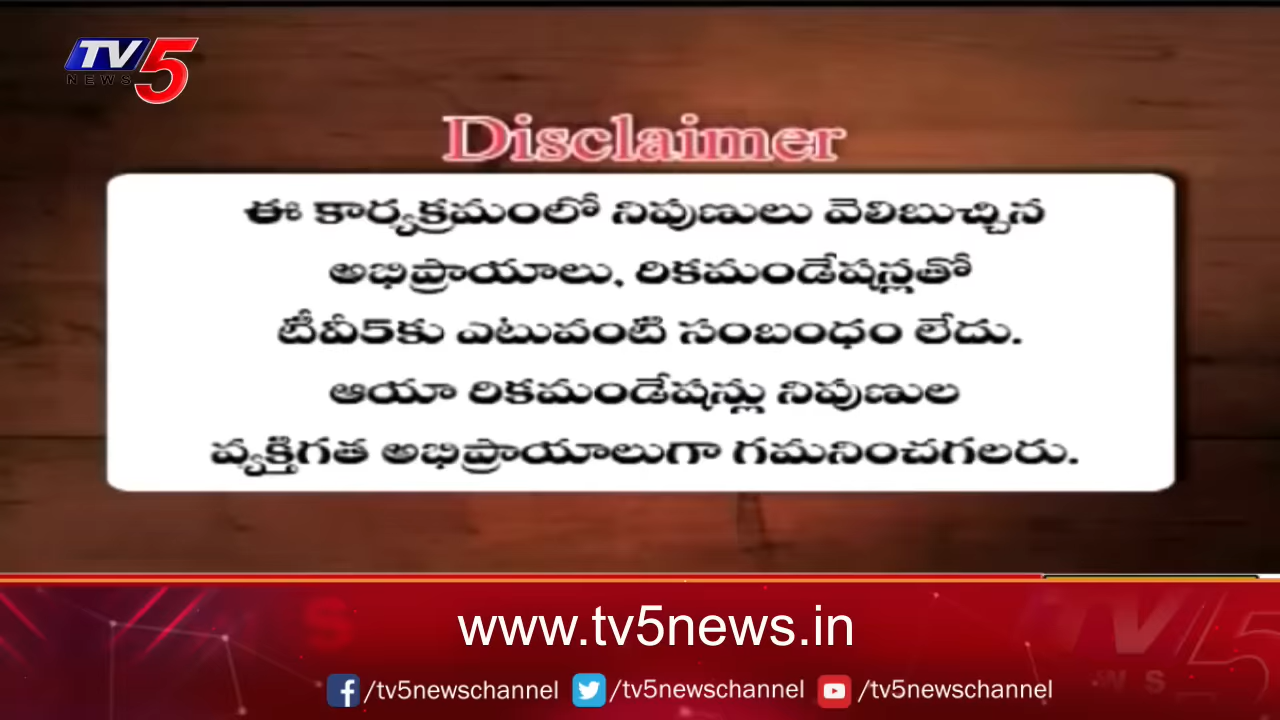 TV5
NEWS
Disclaimer
ఈ కార్యక్రమంలో నిపుణులు వెలిబుచ్చిన
అభిప్రాయాలు, రికమండేషన్లతో
టీవీ5కు ఎటువంటి సంబంధం లేదు.
ఆయా రికమండేషన్లు నిపుణుల
వ్యక్తిగత అభిప్రాయాలుగా గమనించగలరు.
www.tv5news.in
/tv5newschannel /tv5newschannel /tv5newschannel